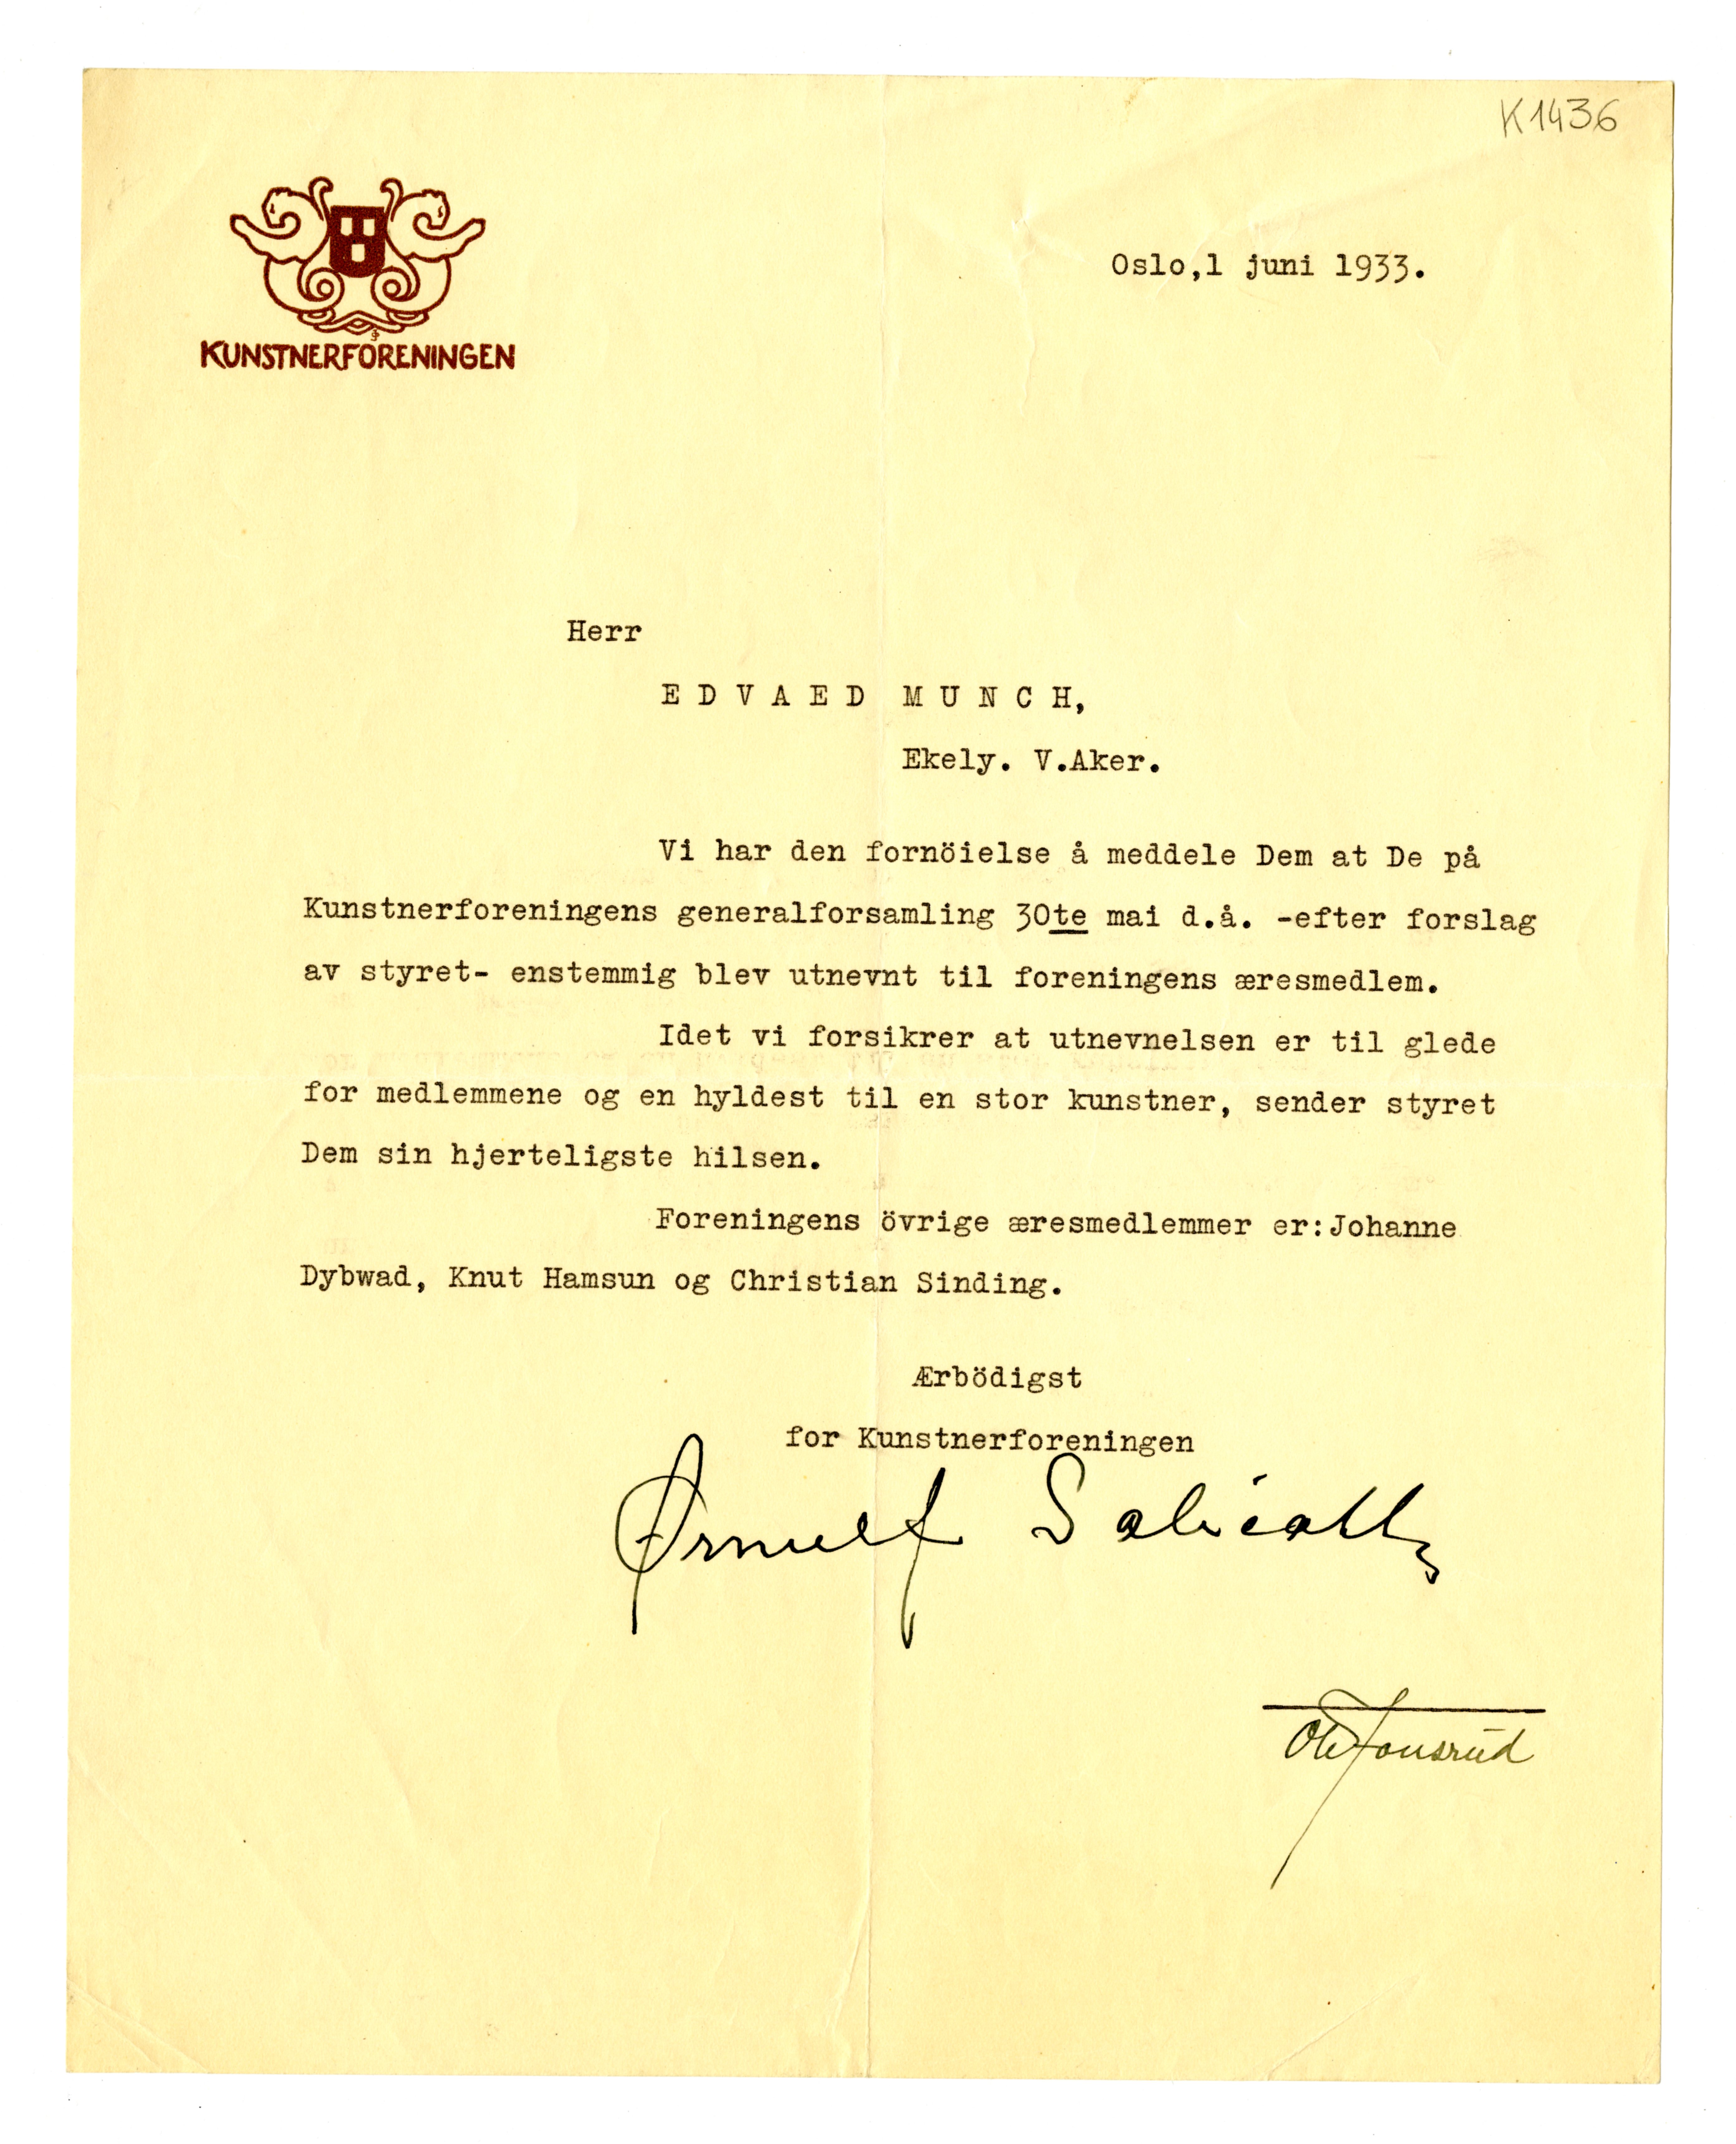 K1436
KUNSTNERFORENINGEN
Oslo,1 juni 1933.
Herr
E D V A E D  M U N C H,
Ekely. V.Aker.
Vi har den fornöielse å meddele Dem at De på
Kunstnerforeningens generalforsamling 30te mai d.å. -efter forslag
av styret- enstemmig blev utnevnt til foreningens æresmedlem.
Idet vi forsikrer at utnevnelsen er til glede
for medlemmene og en hyldest til en stor kunstner, sender styret
Dem sin hjerteligste hilsen.
Foreningens övrige æresmedlemmer er:Johanne
Dybwad, Knut Hamsun og Christian Sinding.
Ærbödigst
for Kunstnerforeningen
Ørnulf Salicath